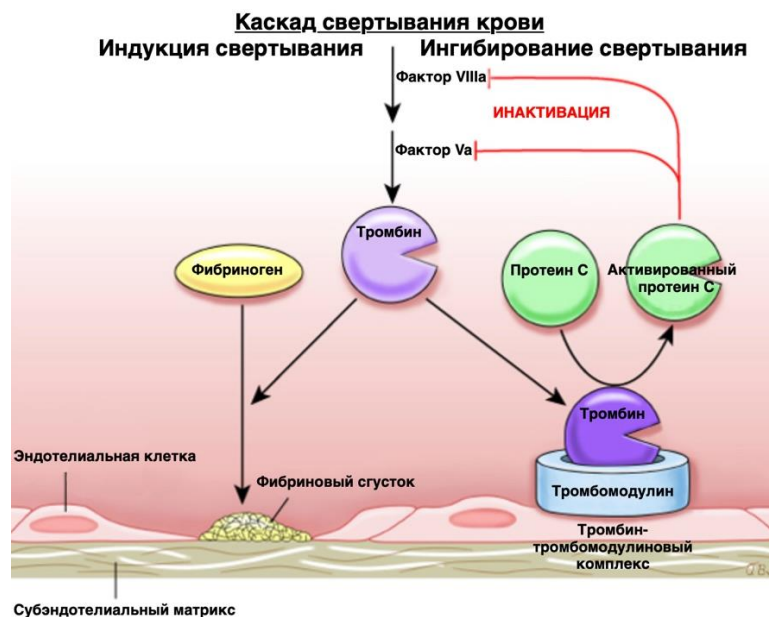 Каскад свертывания крови
Индукция свертывания
Ингибирование свертывания
Фактор VIIIa
ИНАКТИВАЦИЯ
Фактор Va
Тромбин
Фибриноген
Протеин С
Активированный
протеин С
Тромбин
Эндотелиальная клетка
Фибриновый сгусток
Тромбомодулин
Тромбин-
тромбомодулиновый
комплекс
Субэндотелиальный матрикс